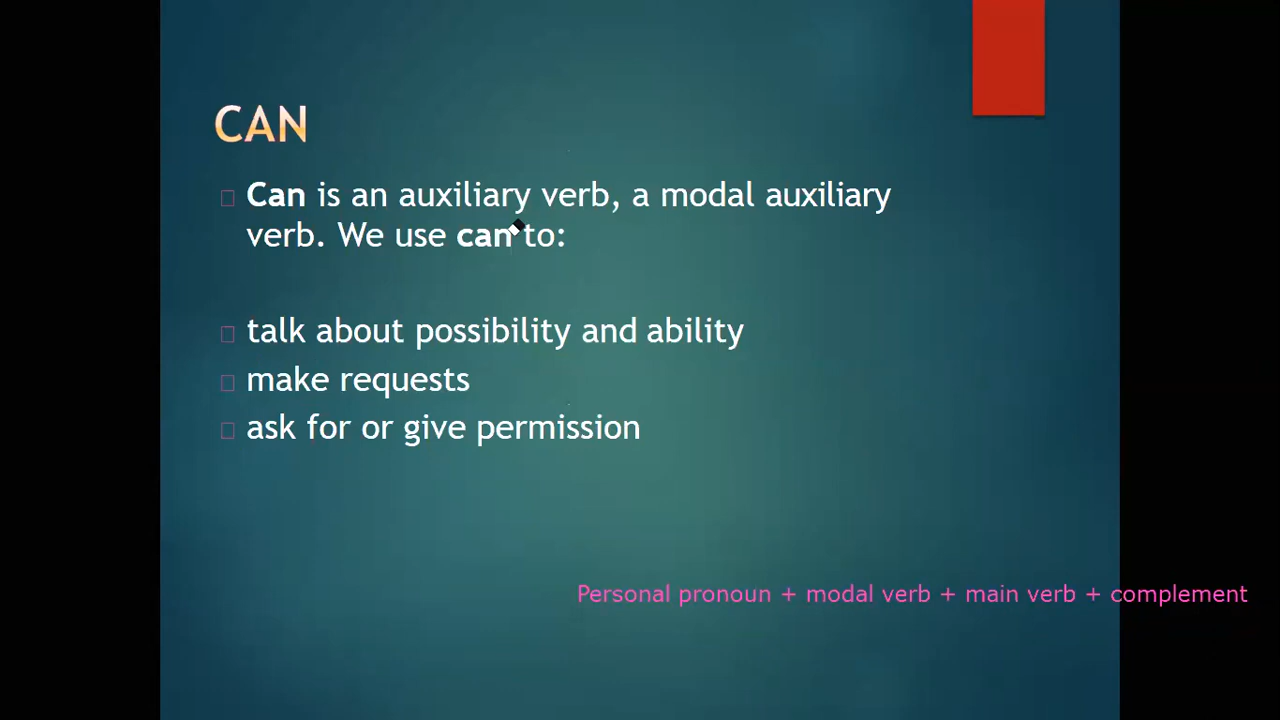 CAN
Can is an auxiliary verb, a modal auxiliary
verb. We use can to:
talk about possibility and ability
make requests
ask for or give permission
Personal pronoun + modal verb + main verb + complement